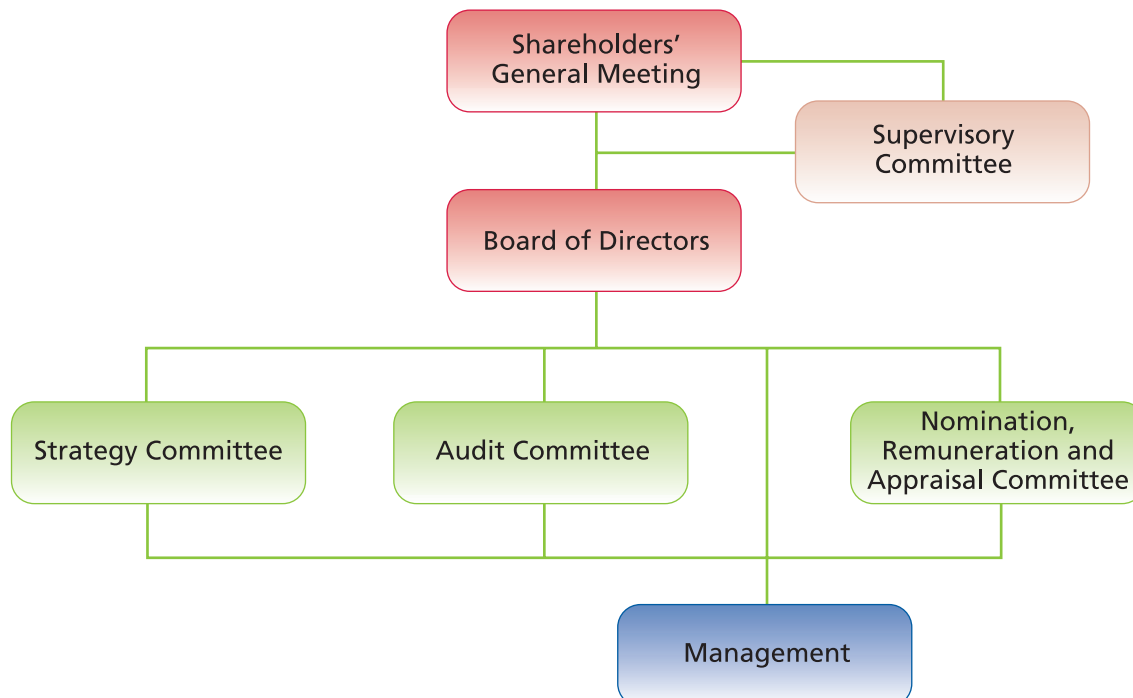 Shareholders’
General Meeting
Supervisory
Committee
Board of Directors
Strategy Committee
Audit Committee
Nomination,
Remuneration and
Appraisal Committee
Management